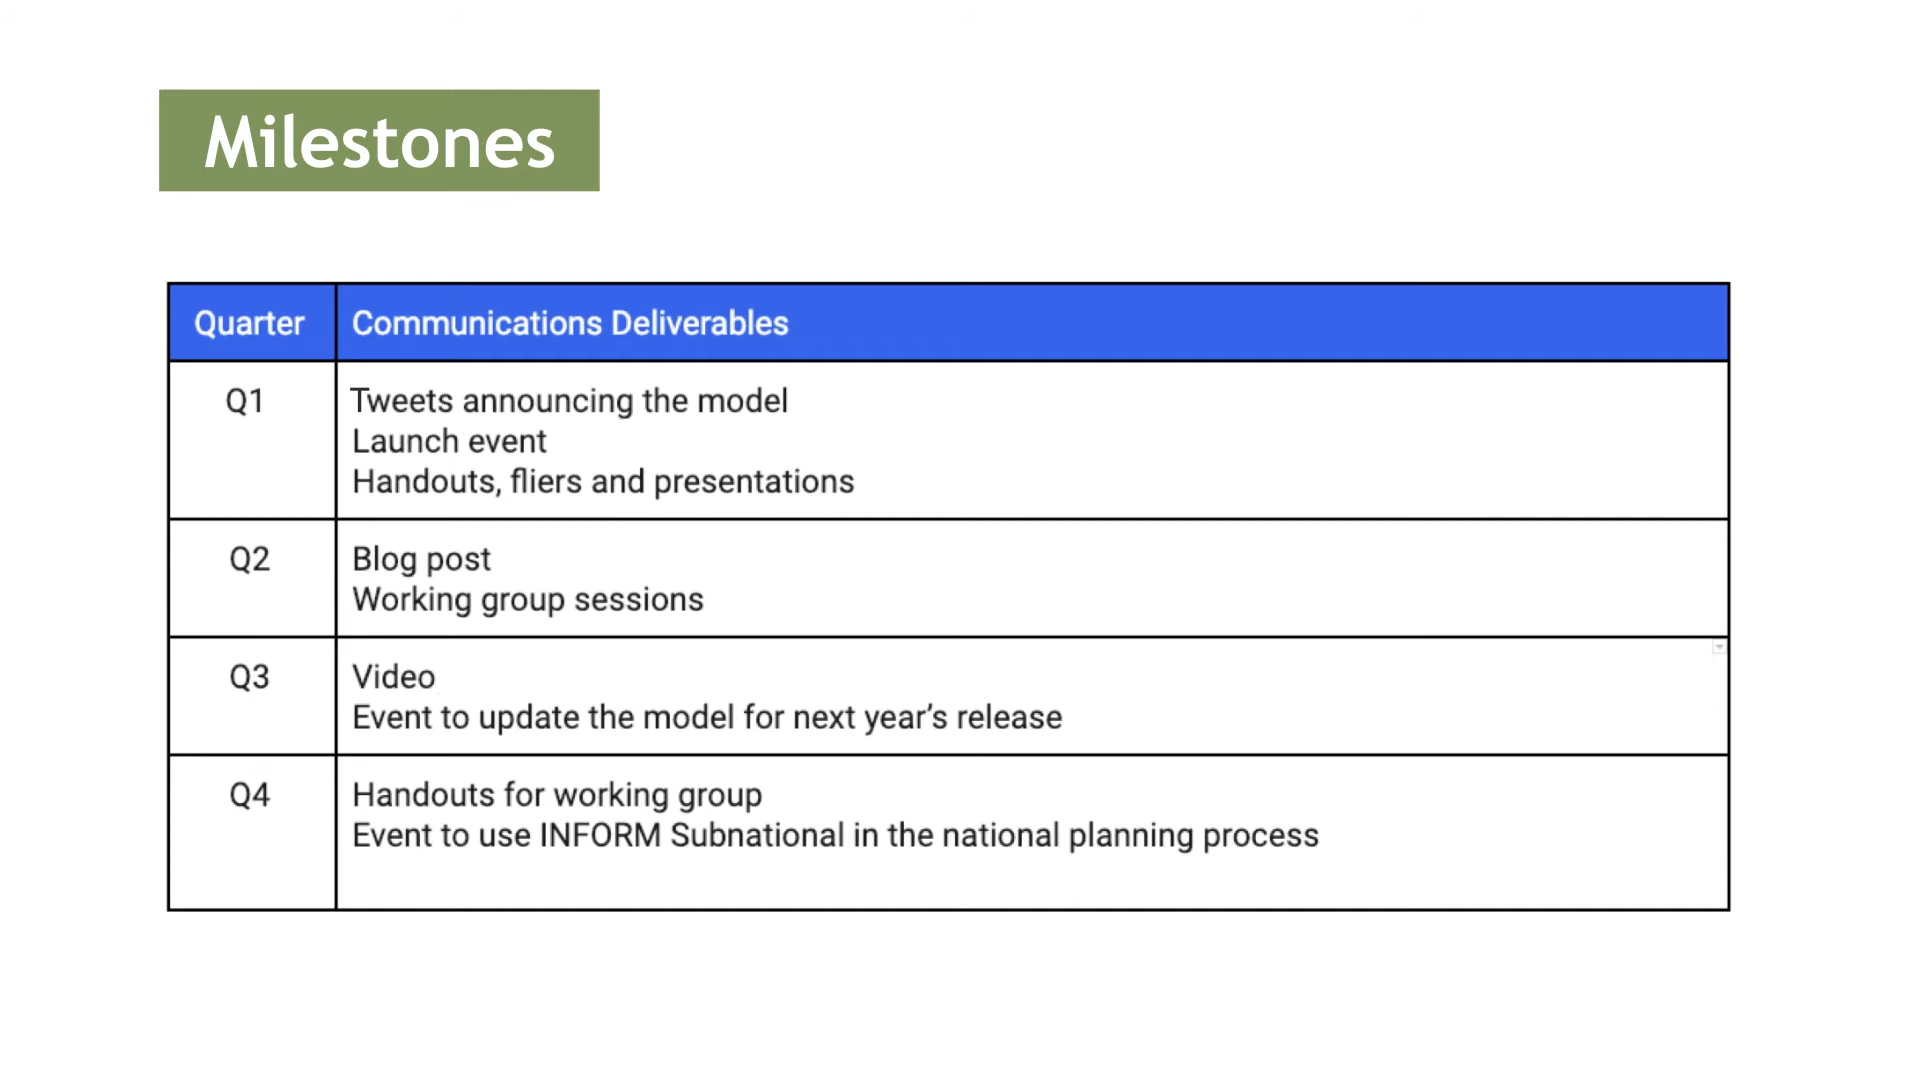 Milestones
Quarter Communications Deliverables
Q1 Tweets announcing the model
Launch event
Handouts, fliers and presentations
Q2 Blog post
Working group sessions
Q3 Video
Event to update the model for next year’s release
Q4 Handouts for working group
Event to use INFORM Subnational in the national planning process